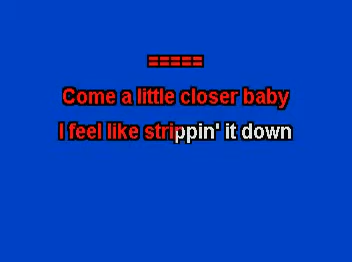 =====
Come a little closer baby
I feel like strippin' it down